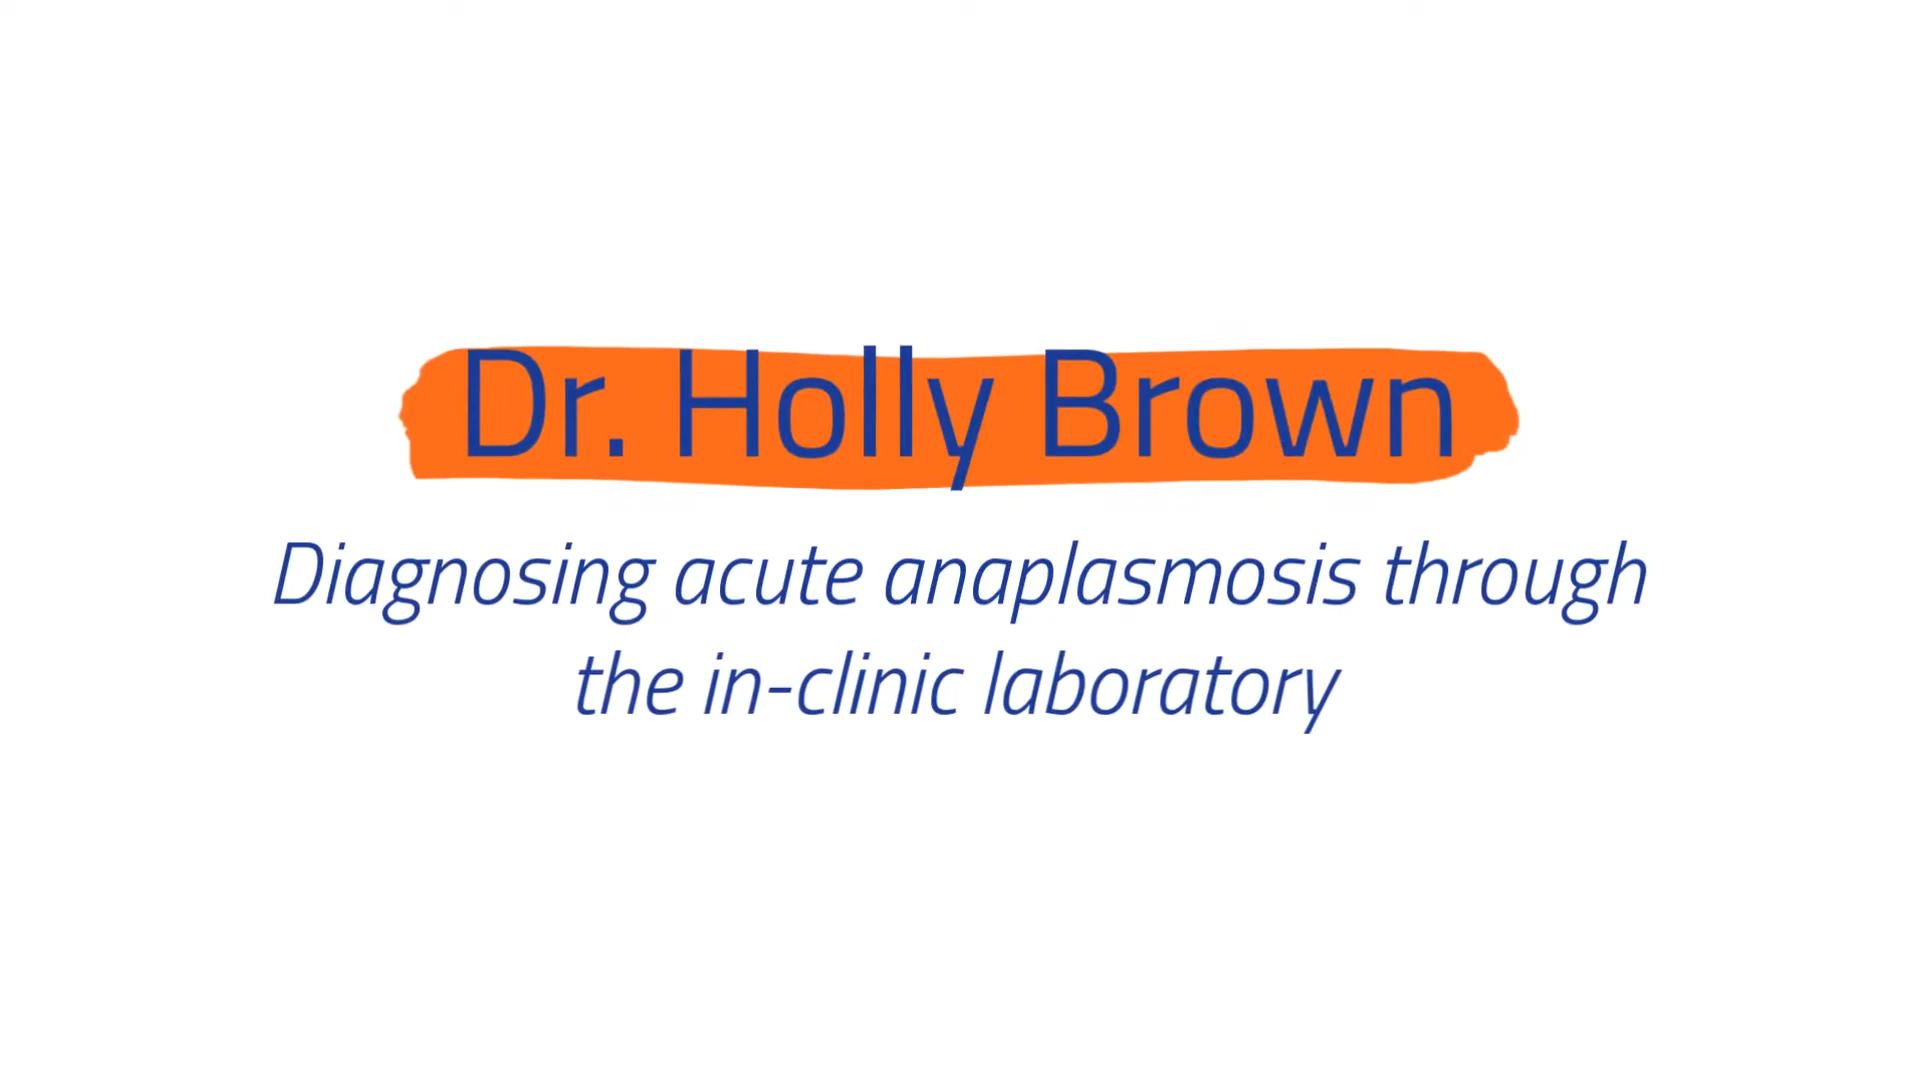 Dr. Holly Brown
Diagnosing acute anaplasmosis through
the in-clinic laboratory